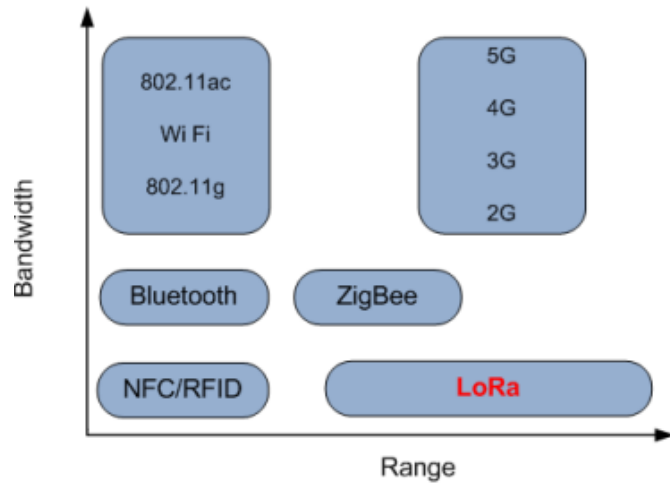 Bandwidth
802.11ac
Wi Fi
802.11g
5G
4G
3G
2G
Bluetooth
ZigBee
NFC/RFID
LoRa
Range